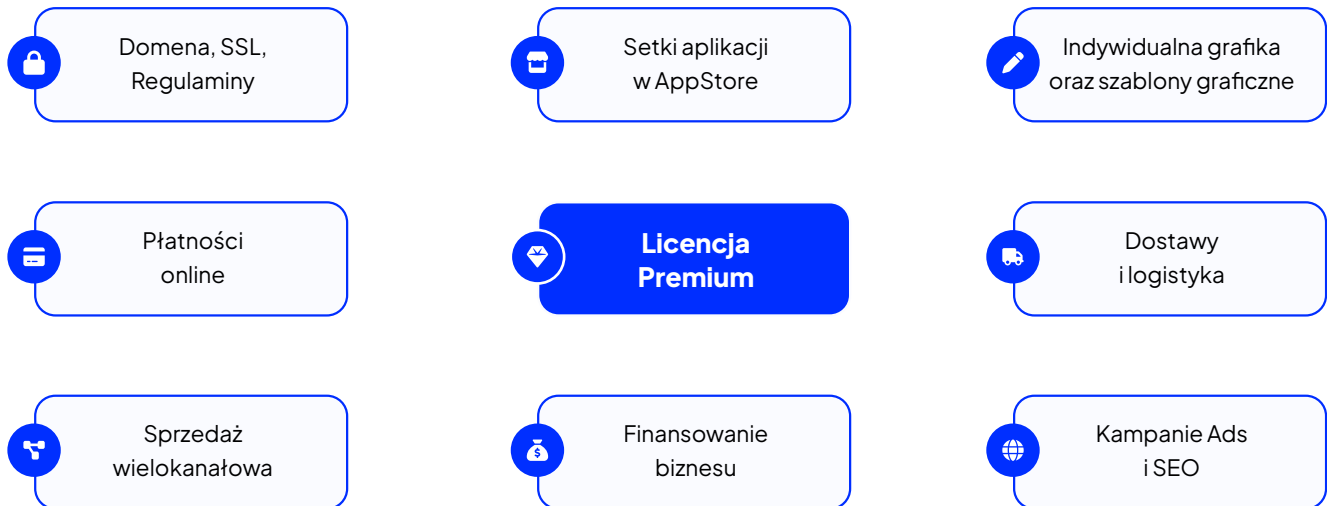 Domena, SSL,
Regulaminy
Setki aplikacji
w AppStore
Indywidualna grafika
oraz szablony graficzne
Płatności
online
Licencja
Premium
Dostawy
i logistyka
Sprzedaż
wielokanałowa
Finansowanie
biznesu
Kampanie Ads
i SEO